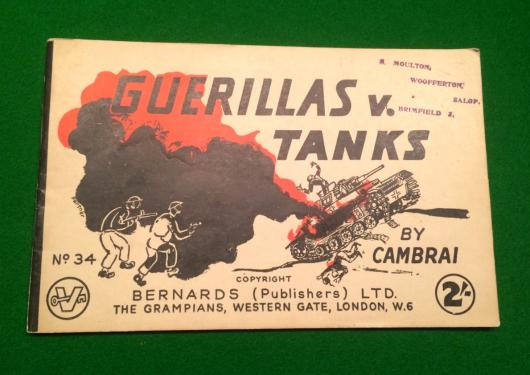 GUERILLAS v.
TANKS
R. MOULTON,
WOOFFERTON,
SALOP.
BRIMFIELD 2,
BY
CAMBRAI
Nº 34
COPYRIGHT
BERNARDS (Publishers) LTD.
THE GRAMPIANS, WESTERN GATE, LONDON, W.6
2/-